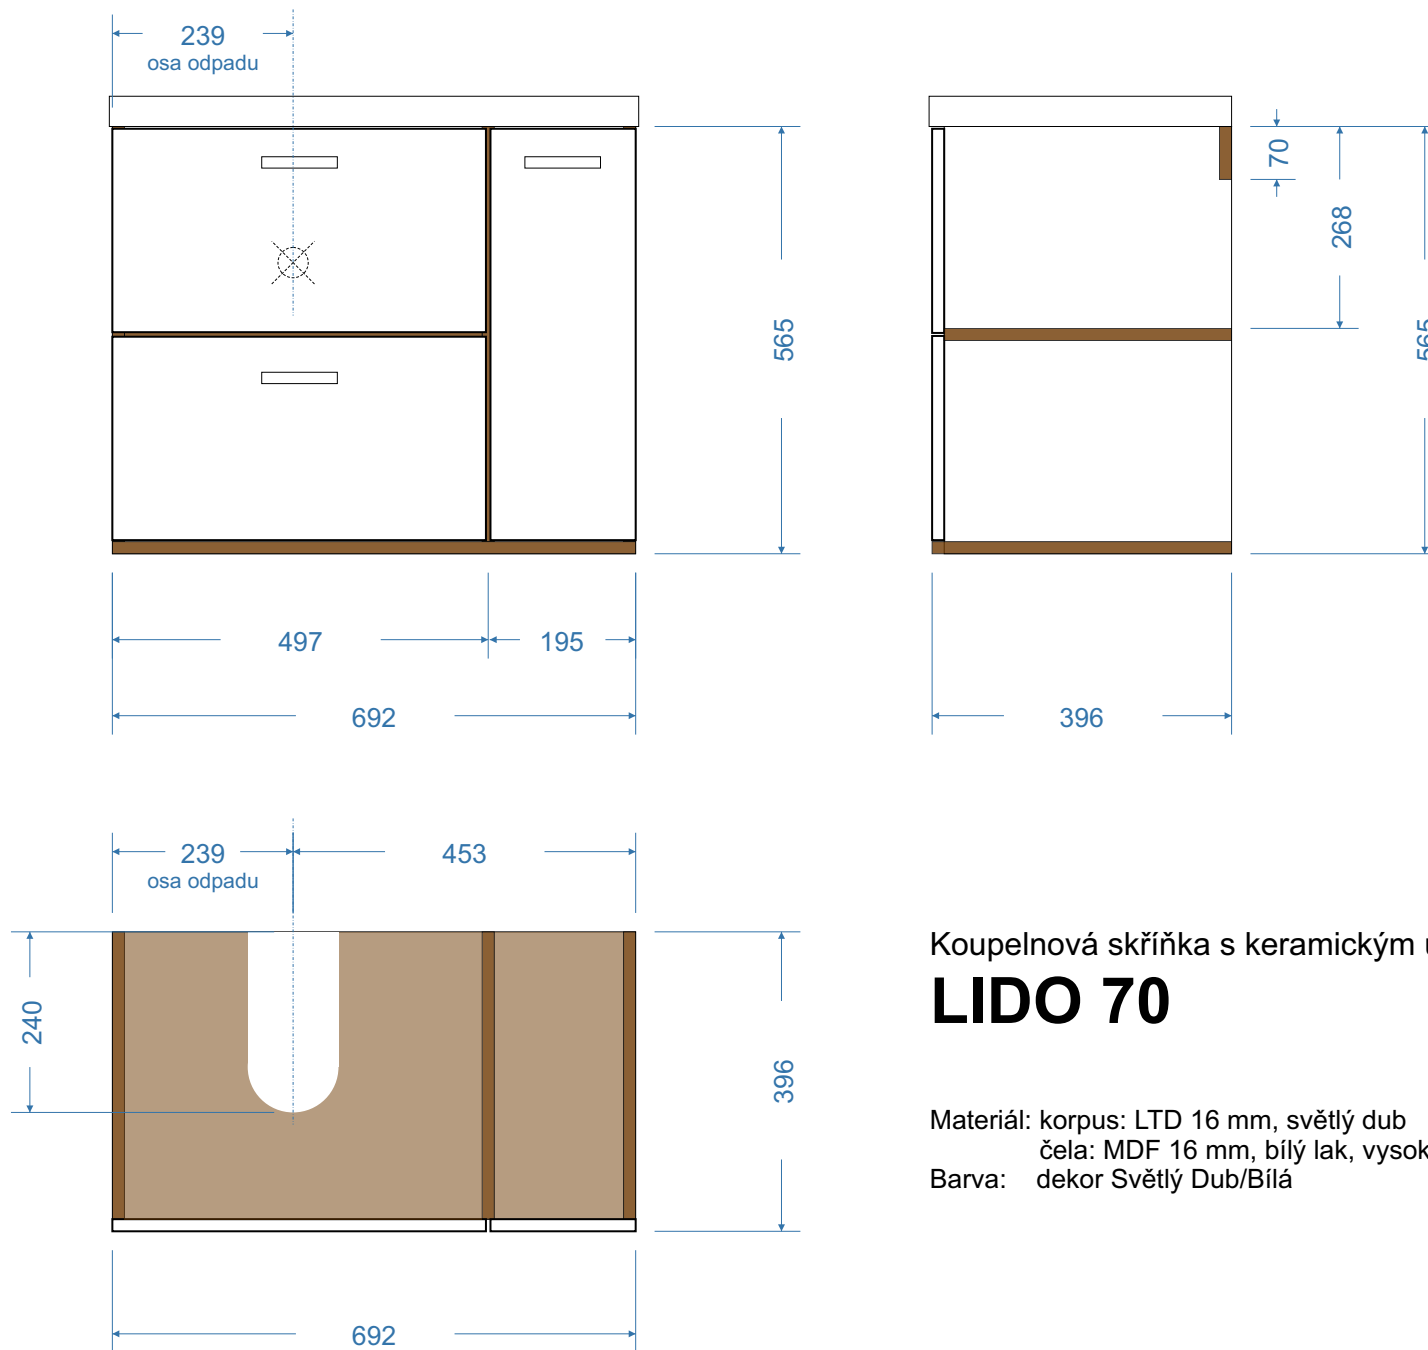 239
osa odpadu
70
268
565
565
497
195
692
396
239
453
osa odpadu
240
396
692
Koupelnová skříňka s keramickým
LIDO 70
Materiál: korpus: LTD 16 mm, světlý dub
čela: MDF 16 mm, bílý lak, vysok
Barva: dekor Světlý Dub/Bílá